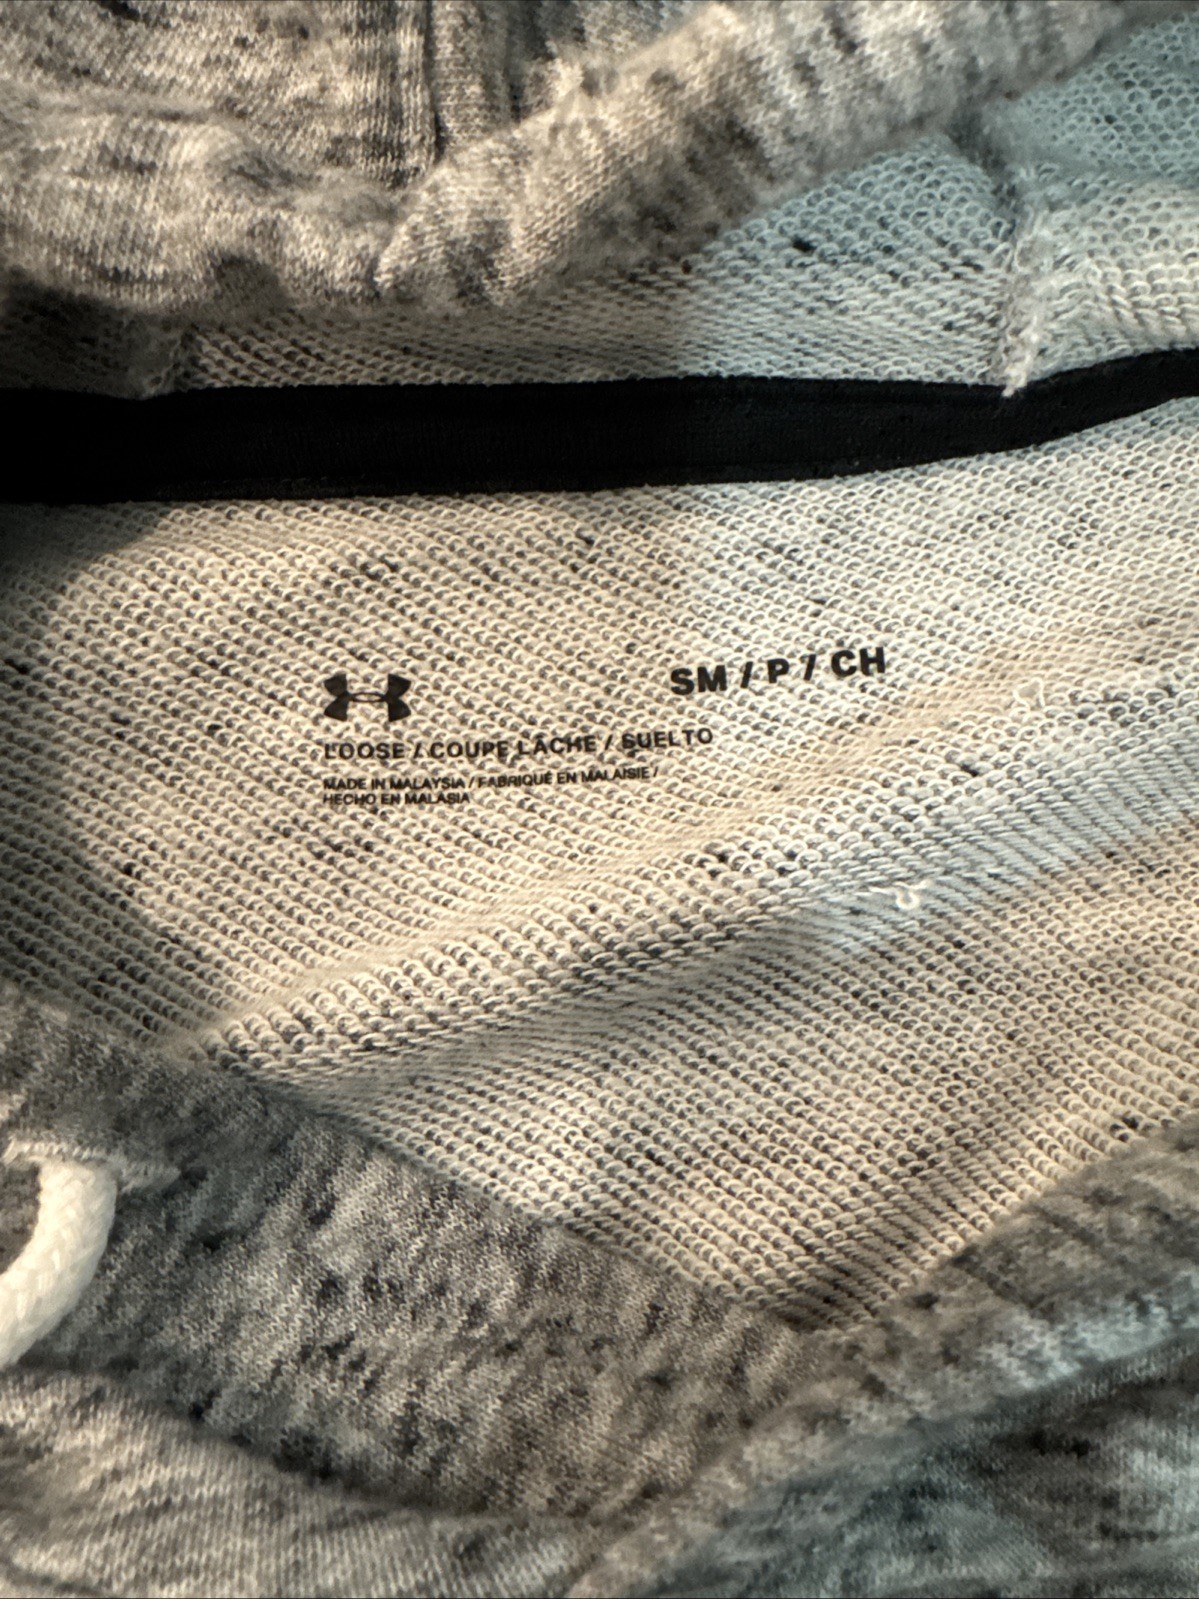 SM / P / CH
LOOSE / COUPE LÂCHE / SUELTO
MADE IN MALAYSIA / FABRIQUÉ EN MALAISIE /
HECHO EN MALASIA